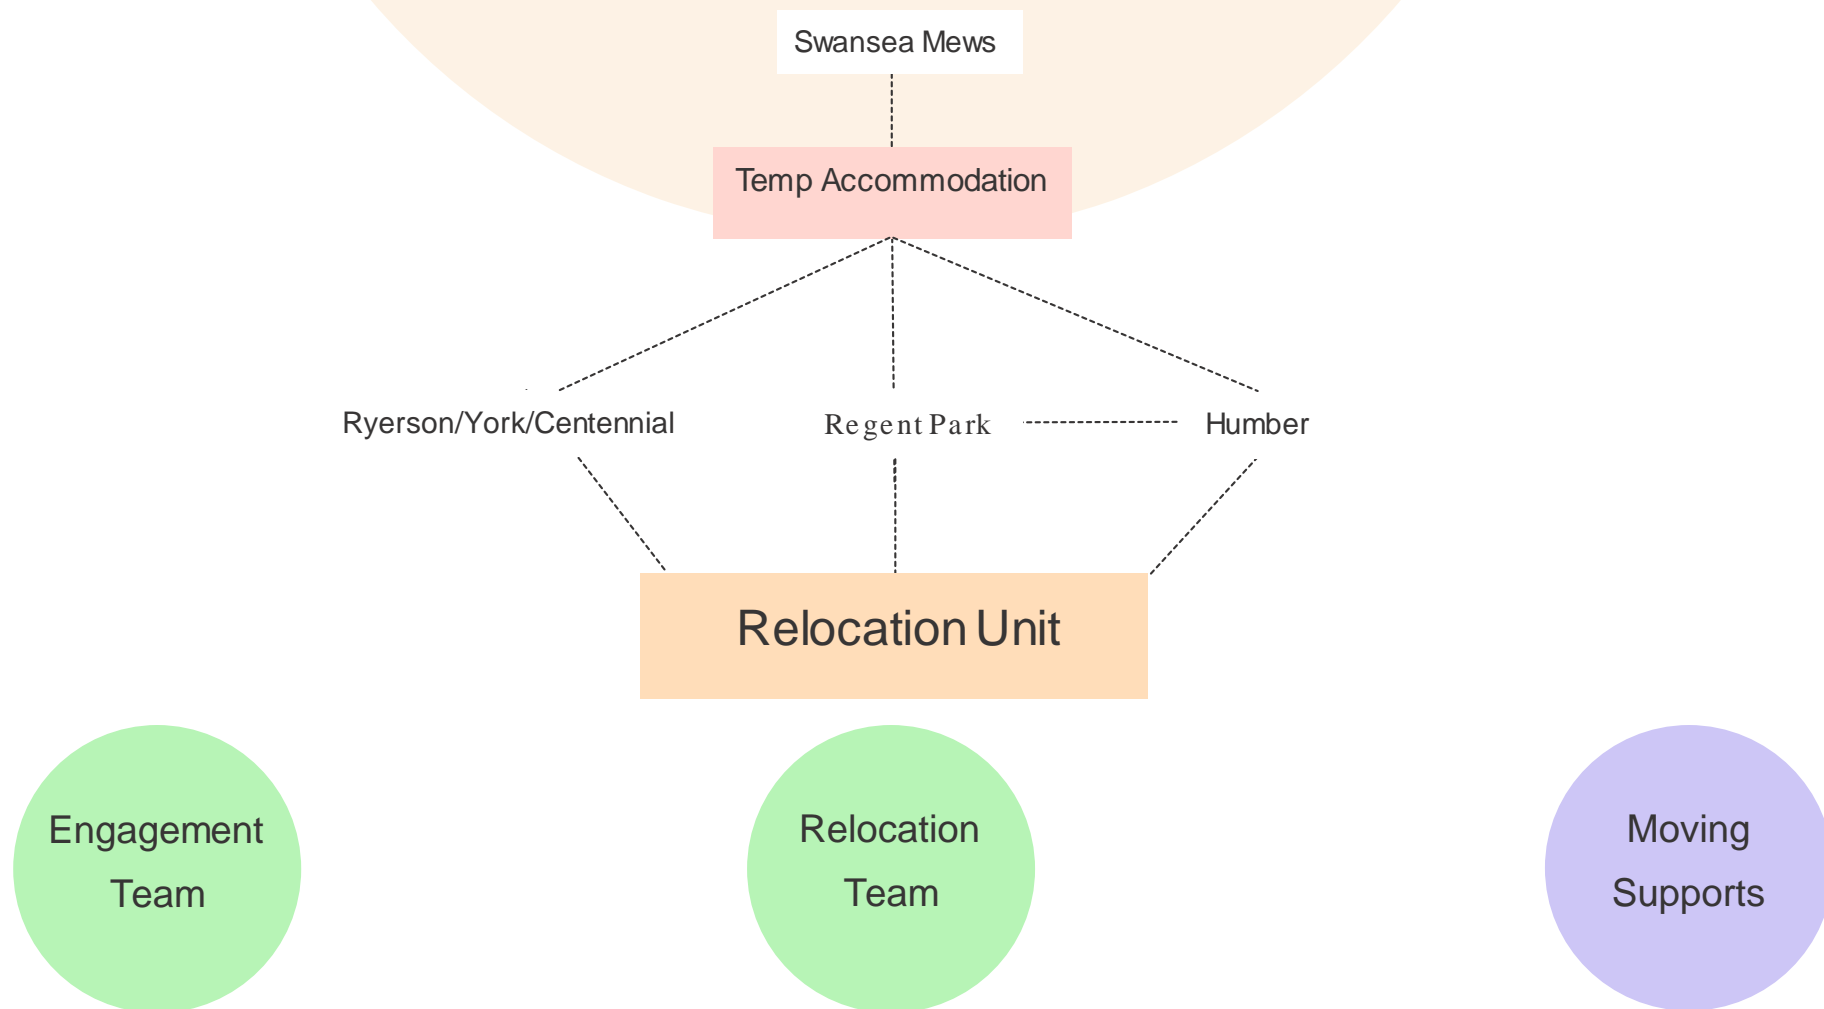 Swansea Mews
Temp Accommodation
Ryerson/York/Centennial
Regent Park
Humber
Relocation Unit
Engagement
Team
Relocation
Team
Moving
Supports